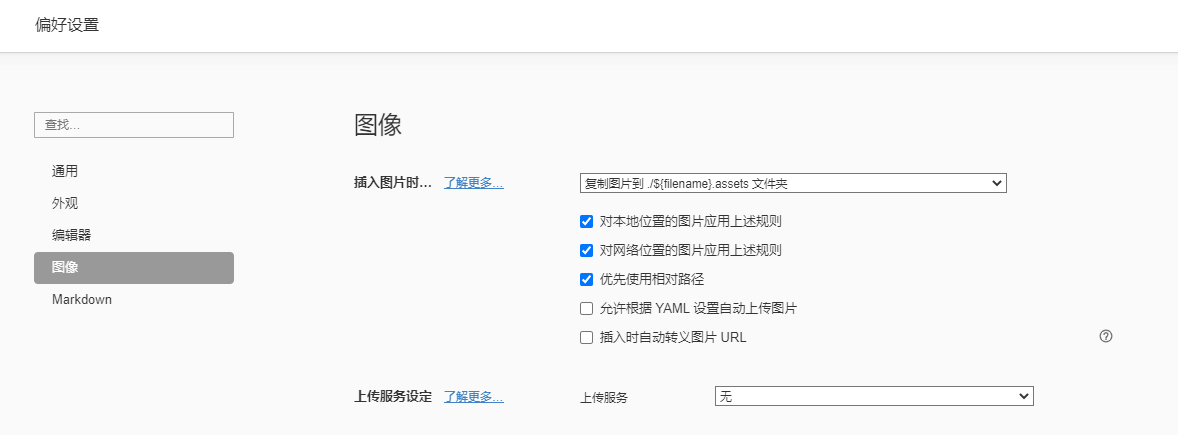 偏好设置
查找...
通用
外观
编辑器
图像
Markdown
图像
插入图片时... 了解更多... 复制图片到 ./${filename}.assets 文件夹
对本地位置的图片应用上述规则
对网络位置的图片应用上述规则
优先使用相对路径
允许根据 YAML 设置自动上传图片
插入时自动转义图片 URL ?
上传服务设定 了解更多... 上传服务 无